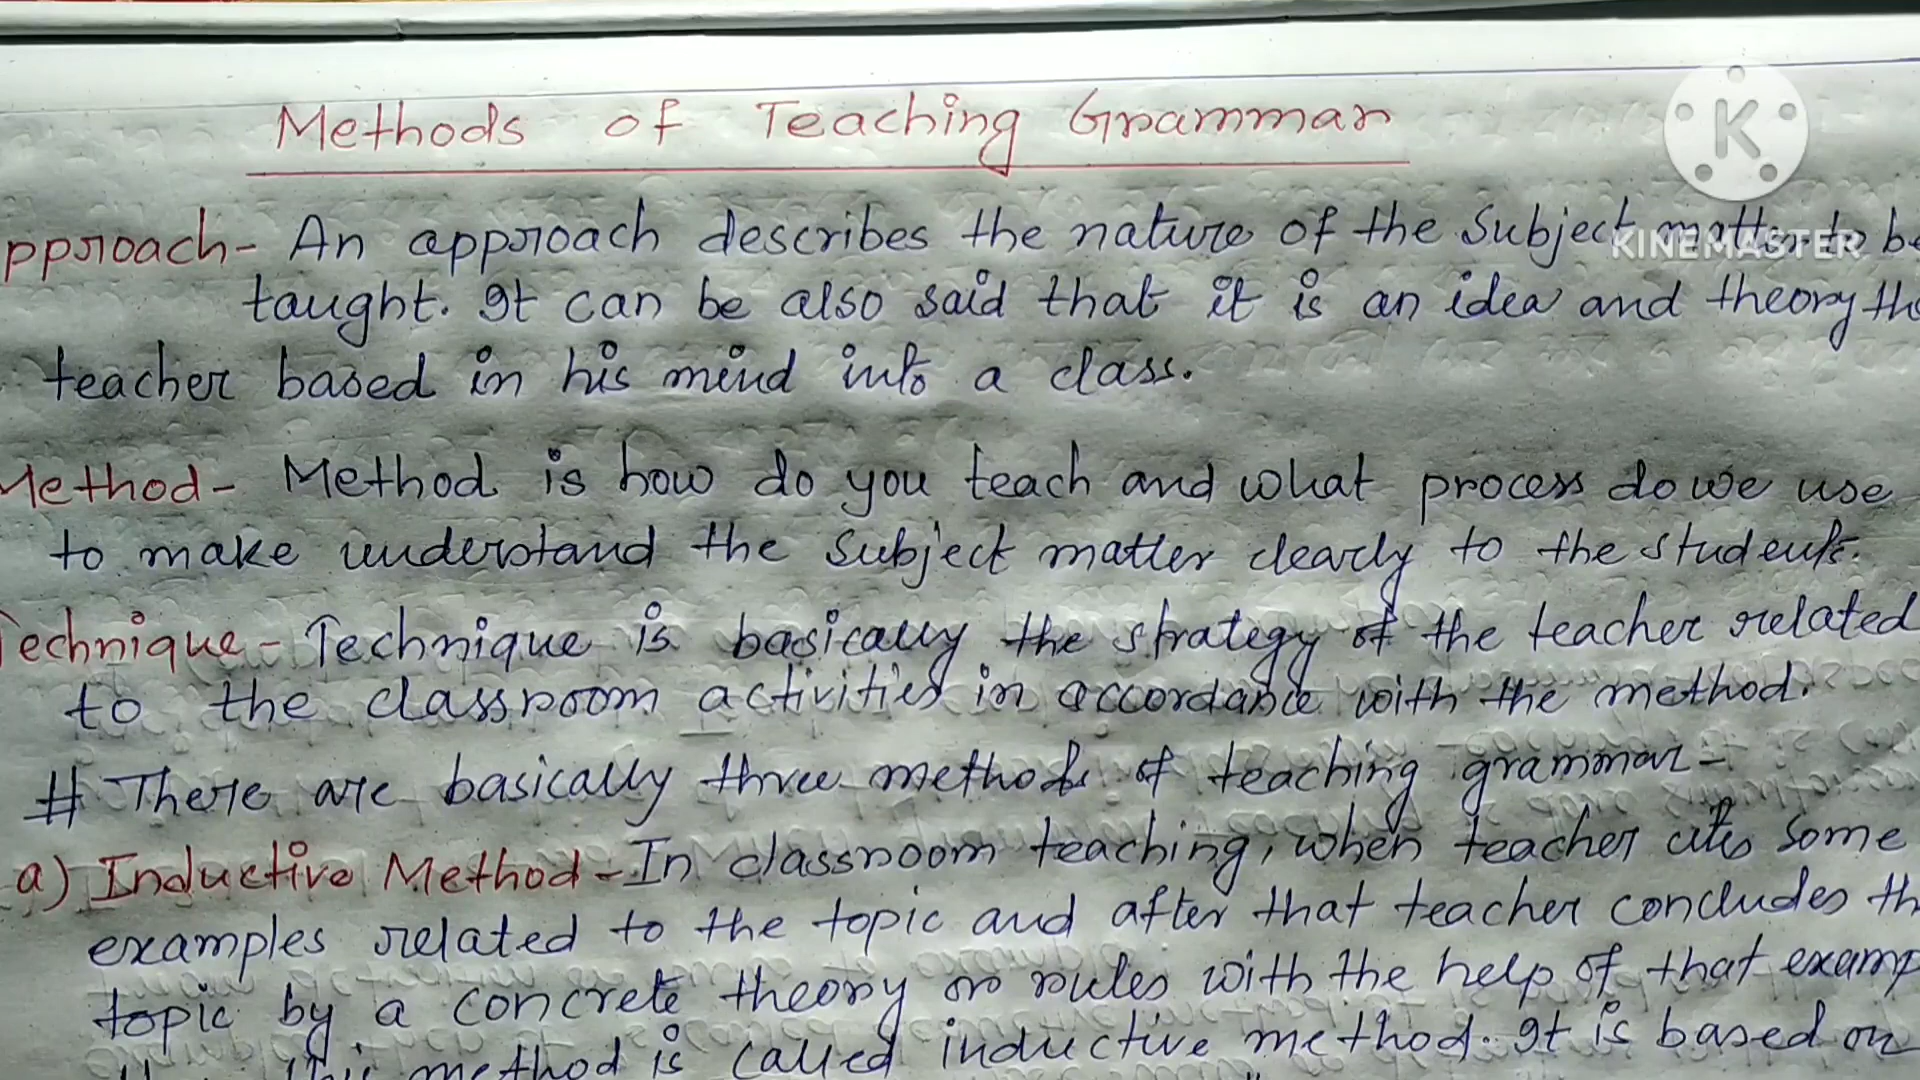 Methods of Teaching Grammar
K
KINEMASTER
pproach- An approach describes the nature of the Subject matter to be
taught. It can be also said that it is an idea and theory the
teacher based in his mind into a class.
Method- Method is how do you teach and what process do we use
to make understand the Subject matter clearly to the students.
Technique- Technique is basically the strategy of the teacher related
to the classroom activities in accordance with the method.
# There are basically three methods of teaching grammar-
a) Inductive Method- In classroom teaching, when teacher cites some
examples related to the topic and after that teacher concludes th
topic by a concrete theory or rules with the help of that examp
this method is called inductive method. It is based on